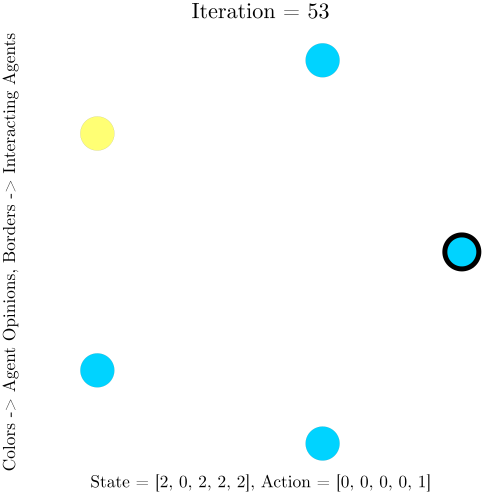 Iteration = 53
Colors -> Agent Opinions, Borders -> Interacting Agents
State = [2, 0, 2, 2, 2], Action = [0, 0, 0, 0, 1]